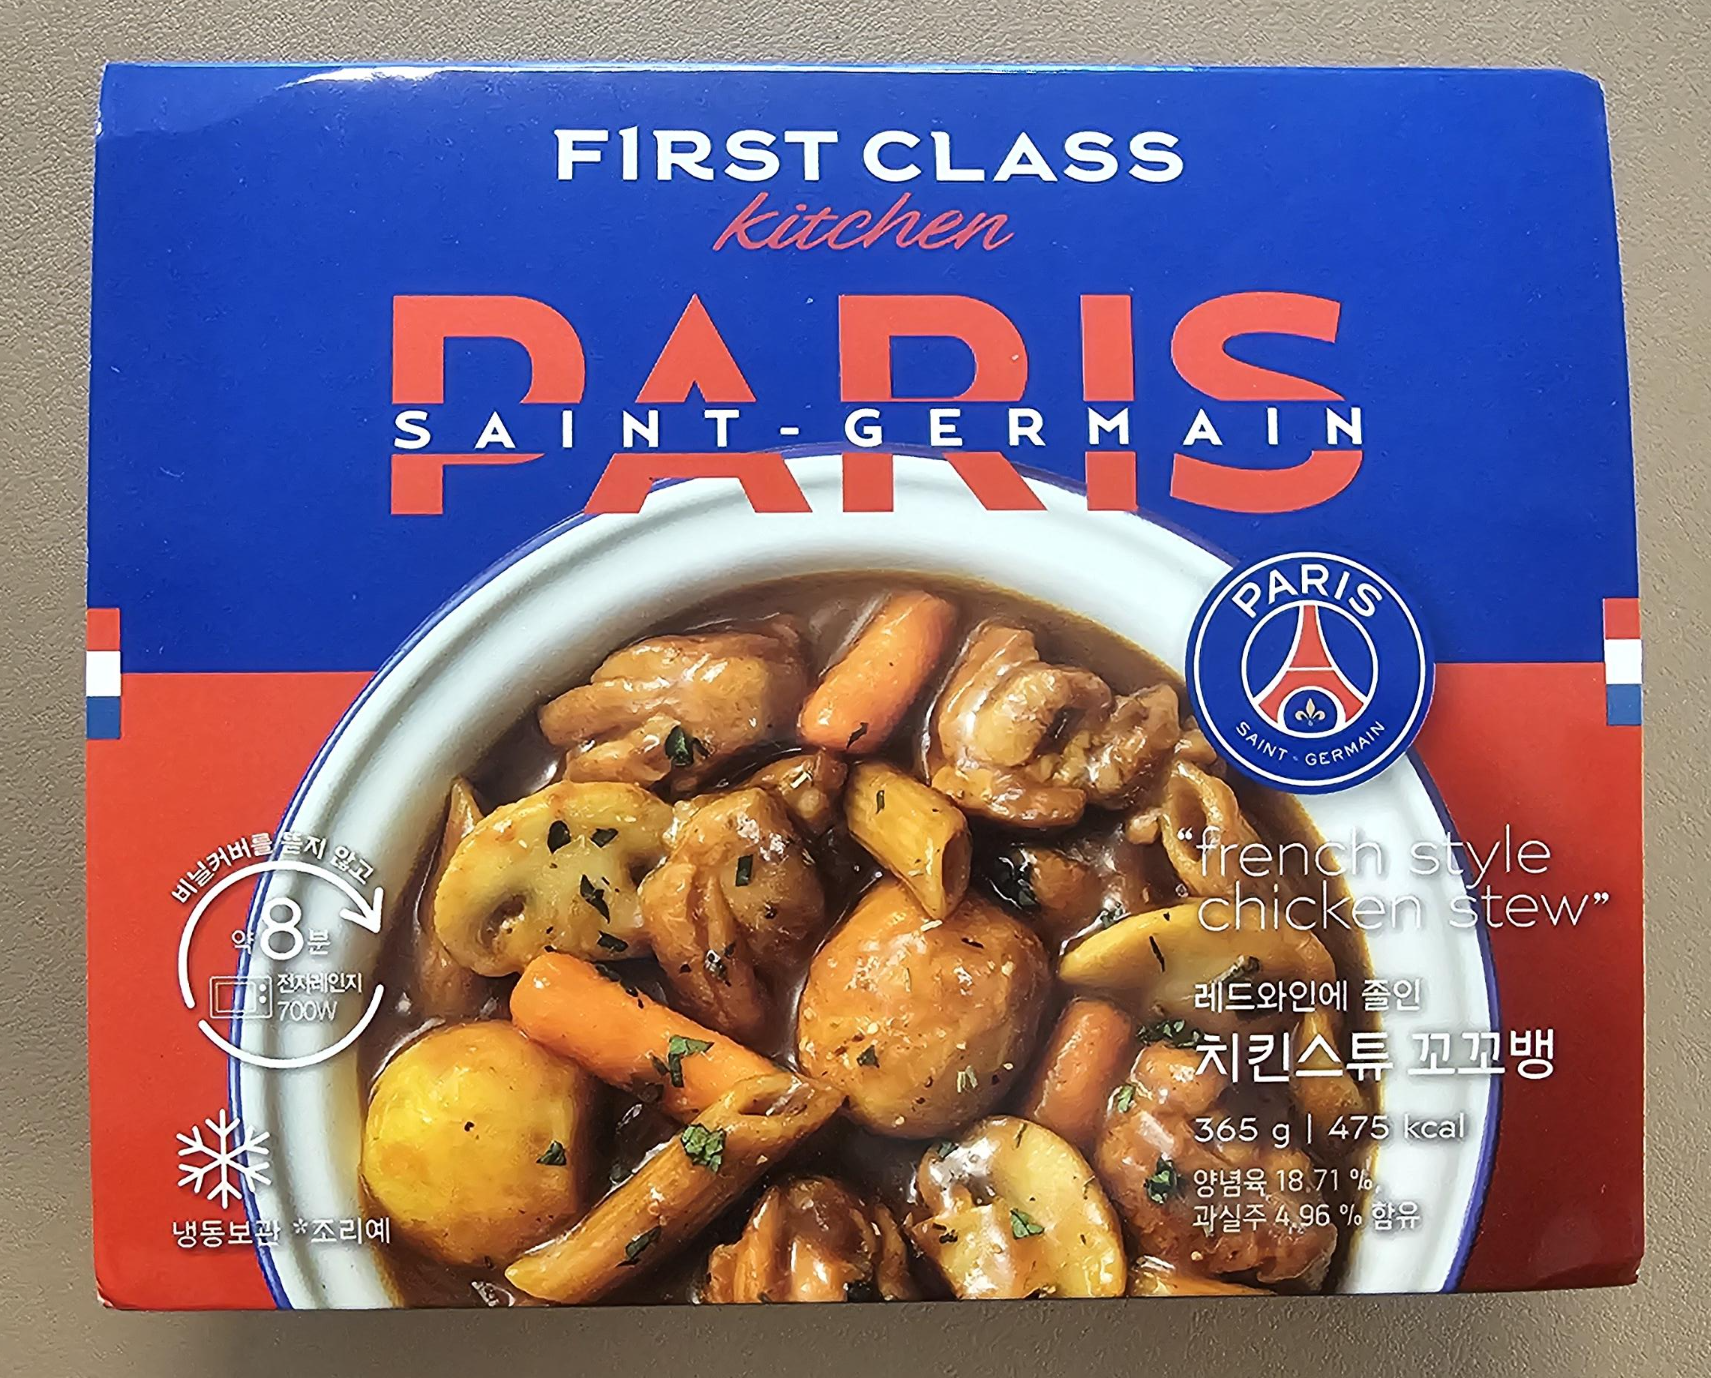 FIRST CLASS
kitchen
PARIS
SAINT-GERMAIN
PARIS
SAINT-GERMAIN
"french style
chicken stew"
레드와인에 졸인
치킨스튜 꼬꼬뱅
365 g | 475 kcal
양념육 18.71 %,
과실주 4.96 % 함유
비닐커버를 뜯지 않고
약 8분
전자레인지
700W
냉동보관 *조리예